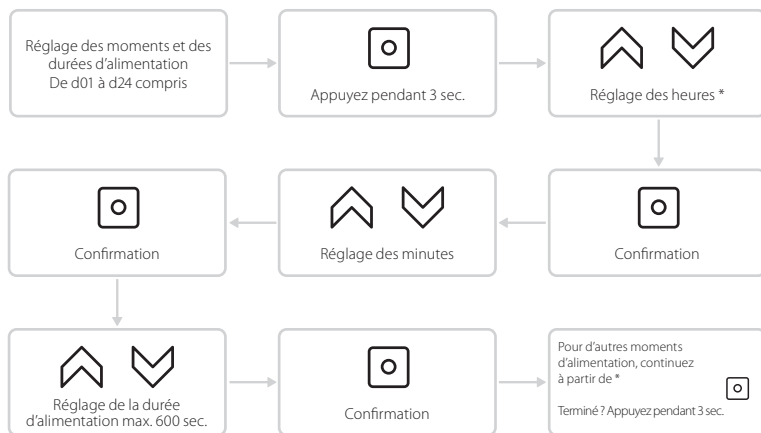 Réglage des moments et des
durées d’alimentation
De d01 à d24 compris
Appuyez pendant 3 sec.
Réglage des heures *
Confirmation
Réglage des minutes
Confirmation
Réglage de la durée
d’alimentation max. 600 sec.
Confirmation
Pour d’autres moments
d’alimentation, continuez
à partir de *
Terminé ? Appuyez pendant 3 sec.